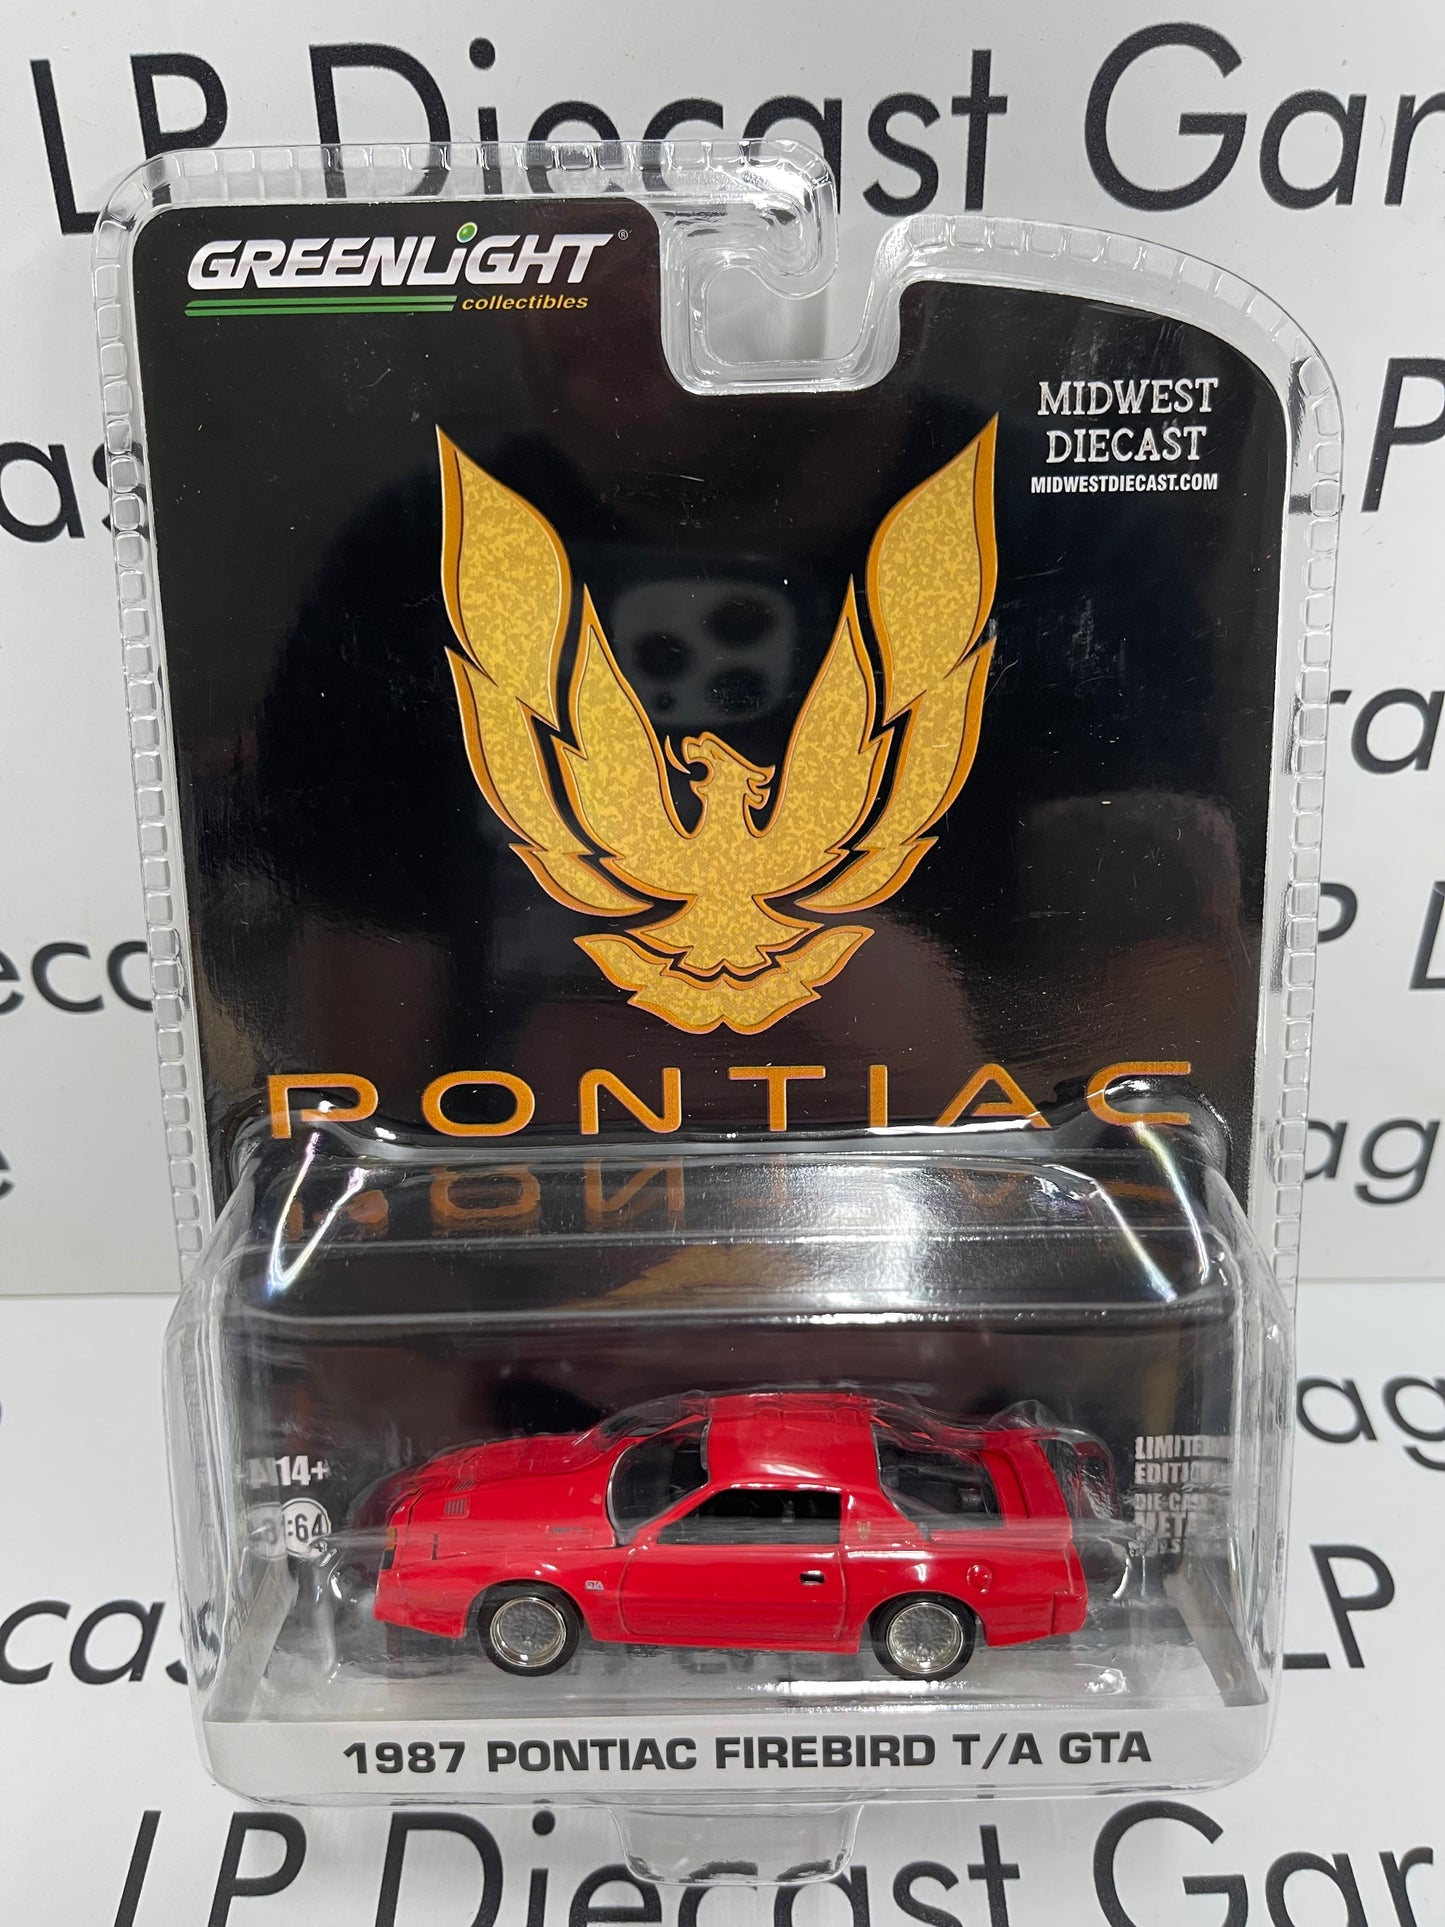 LP Diecast Gar
GREENLiGHT®
collectibles
MIDWEST
DIECAST
MIDWESTDIECAST.COM
PONTIAC
14+
:64
GTA
LIMITED
EDITION
DIE-CAST
METAL
1987 PONTIAC FIREBIRD T/A GTA
LP Diecast Gar